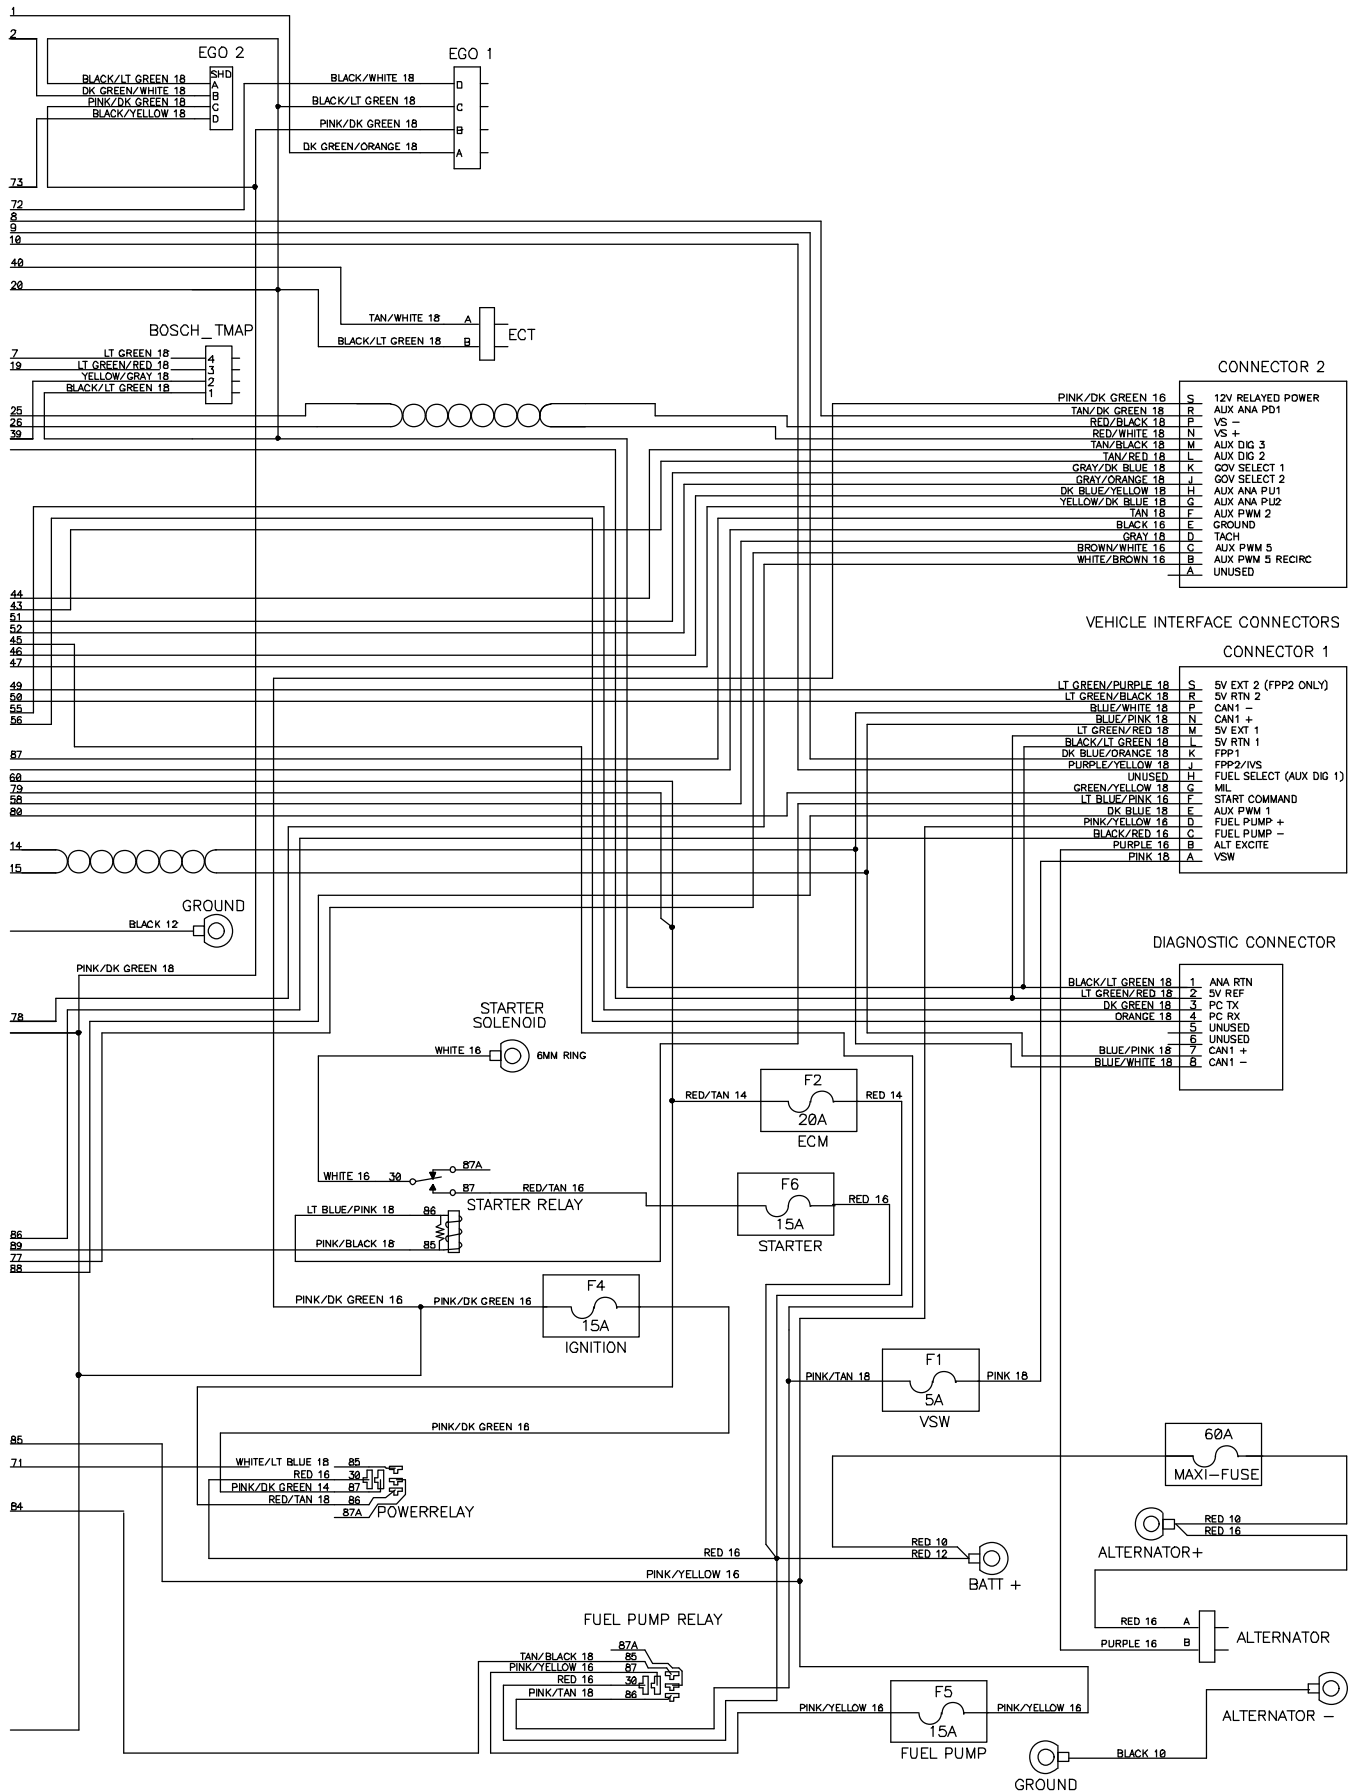 1
2
EGO 2
EGO 1
SHD
BLACK/LT GREEN 18 A
DK GREEN/WHITE 18 B
PINK/DK GREEN 18 C
BLACK/YELLOW 18 D
BLACK/WHITE 18 D
BLACK/LT GREEN 18 C
PINK/DK GREEN 18 B
DK GREEN/ORANGE 18 A
73
72
8
9
10
40
20
TAN/WHITE 18 A
BLACK/LT GREEN 18 B
ECT
BOSCH_TMAP
7 LT GREEN 18 4
19 LT GREEN/RED 18 3
YELLOW/GRAY 18 2
BLACK/LT GREEN 18 1
25
26
39
CONNECTOR 2
PINK/DK GREEN 16 S 12V RELAYED POWER
TAN/DK GREEN 18 R AUX ANA PD1
RED/BLACK 18 P VS -
RED/WHITE 18 N VS +
TAN/BLACK 18 M AUX DIG 3
TAN/RED 18 L AUX DIG 2
GRAY/DK BLUE 18 K GOV SELECT 1
GRAY/ORANGE 18 J GOV SELECT 2
DK BLUE/YELLOW 18 H AUX ANA PU1
YELLOW/DK BLUE 18 G AUX ANA PU2
TAN 18 F AUX PWM 2
BLACK 16 E GROUND
GRAY 18 D TACH
BROWN/WHITE 16 C AUX PWM 5
WHITE/BROWN 16 B AUX PWM 5 RECIRC
A UNUSED
44
43
51
52
45
46
47
49
50
55
56
87
60
79
58
80
14
15
VEHICLE INTERFACE CONNECTORS
CONNECTOR 1
LT GREEN/PURPLE 18 S 5V EXT 2 (FPP2 ONLY)
LT GREEN/BLACK 18 R 5V RTN 2
BLUE/WHITE 18 P CAN1 -
BLUE/PINK 18 N CAN1 +
LT GREEN/RED 18 M 5V EXT 1
BLACK/LT GREEN 18 L 5V RTN 1
DK BLUE/ORANGE 18 K FPP1
PURPLE/YELLOW 18 J FPP2/IVS
UNUSED H FUEL SELECT (AUX DIG 1)
GREEN/YELLOW 18 G MIL
LT BLUE/PINK 16 F START COMMAND
DK BLUE 18 E AUX PWM 1
PINK/YELLOW 16 D FUEL PUMP +
BLACK/RED 16 C FUEL PUMP -
PURPLE 16 B ALT EXCITE
PINK 18 A VSW
GROUND
BLACK 12
PINK/DK GREEN 18
78
DIAGNOSTIC CONNECTOR
BLACK/LT GREEN 18 1 ANA RTN
LT GREEN/RED 18 2 5V REF
DK GREEN 18 3 PC TX
ORANGE 18 4 PC RX
5 UNUSED
6 UNUSED
BLUE/PINK 18 7 CAN1 +
BLUE/WHITE 18 8 CAN1 -
STARTER
SOLENOID
WHITE 16
6MM RING
F2
RED/TAN 14
RED 14
20A
ECM
87A
WHITE 16 30
87 RED/TAN 16
STARTER RELAY
F6
RED 16
15A
STARTER
LT BLUE/PINK 18 86
PINK/BLACK 18 85
86
89
77
88
F4
PINK/DK GREEN 16
PINK/DK GREEN 16
15A
IGNITION
F1
PINK/TAN 18
PINK 18
5A
VSW
PINK/DK GREEN 16
85
71
84
WHITE/LT BLUE 18 85
RED 16 30
PINK/DK GREEN 14 87
RED/TAN 18 86
87A
POWERRELAY
60A
MAXI-FUSE
RED 10
RED 16
ALTERNATOR+
RED 16
RED 10
RED 12
BATT +
PINK/YELLOW 16
FUEL PUMP RELAY
87A
TAN/BLACK 18 85
PINK/YELLOW 16 87
RED 16 30
PINK/TAN 18 86
RED 16 A
PURPLE 16 B
ALTERNATOR
F5
PINK/YELLOW 16
PINK/YELLOW 16
15A
FUEL PUMP
ALTERNATOR -
BLACK 10
GROUND